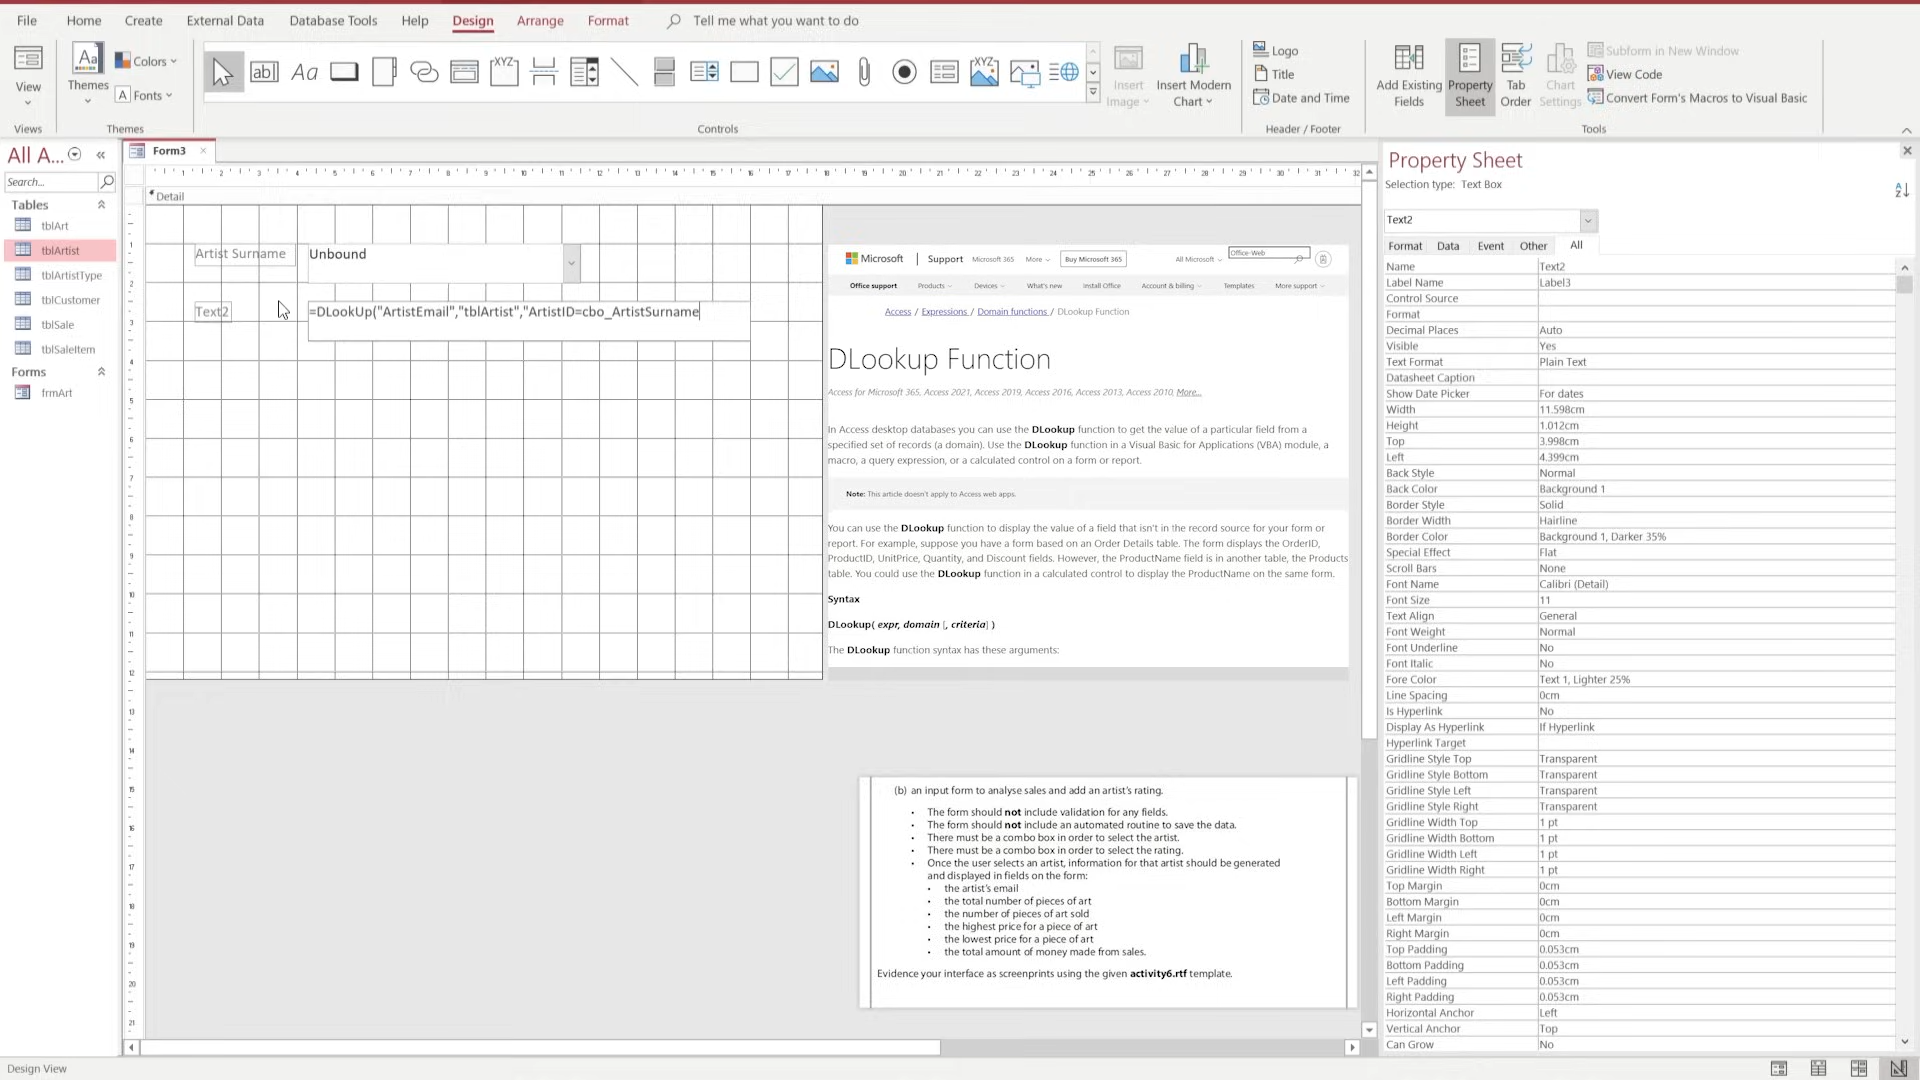 File Home Create External Data Database Tools Help Design Arrange Format Tell me what you want to do
View
Views
Aa
Themes
Colors
Fonts
Themes
ab|
Aa
XYZ
XYZ
Controls
Insert
Image
Insert Modern
Chart
Logo
Title
Date and Time
Header / Footer
Add Existing
Fields
Property
Sheet
Tab
Order
Chart
Settings
Subform in New Window
View Code
Convert Form's Macros to Visual Basic
Tools
All A...
Search...
Tables
tblArt
tblArtist
tblArtistType
tblCustomer
tblSale
tblSaleItem
Forms
frmArt
Form3
Detail
Artist Surname Unbound
Text2 =DLookUp("ArtistEmail","tblArtist","ArtistID=cbo_ArtistSurname
Microsoft | Support Microsoft 365 More Buy Microsoft 365 All Microsoft Office-Web
Office support Products Devices What's new Install Office Account & billing Templates More support
Access / Expressions / Domain functions / DLookup Function
DLookup Function
Access for Microsoft 365, Access 2021, Access 2019, Access 2016, Access 2013, Access 2010, More...
In Access desktop databases you can use the DLookup function to get the value of a particular field from a
specified set of records (a domain). Use the DLookup function in a Visual Basic for Applications (VBA) module, a
macro, a query expression, or a calculated control on a form or report.
Note: This article doesn't apply to Access web apps.
You can use the DLookup function to display the value of a field that isn't in the record source for your form or
report. For example, suppose you have a form based on an Order Details table. The form displays the OrderID,
ProductID, UnitPrice, Quantity, and Discount fields. However, the ProductName field is in another table, the Products
table. You could use the DLookup function in a calculated control to display the ProductName on the same form.
Syntax
DLookup( expr, domain [, criteria] )
The DLookup function syntax has these arguments:
(b) an input form to analyse sales and add an artist's rating.
• The form should not include validation for any fields.
• The form should not include an automated routine to save the data.
• There must be a combo box in order to select the artist.
• There must be a combo box in order to select the rating.
• Once the user selects an artist, information for that artist should be generated
and displayed in fields on the form:
• the artist's email
• the total number of pieces of art
• the number of pieces of art sold
• the highest price for a piece of art
• the lowest price for a piece of art
• the total amount of money made from sales.
Evidence your interface as screenprints using the given activity6.rtf template.
Property Sheet
Selection type: Text Box
Text2
Format Data Event Other All
Name Text2
Label Name Label3
Control Source
Format
Decimal Places Auto
Visible Yes
Text Format Plain Text
Datasheet Caption
Show Date Picker For dates
Width 11.598cm
Height 1.012cm
Top 3.998cm
Left 4.399cm
Back Style Normal
Back Color Background 1
Border Style Solid
Border Width Hairline
Border Color Background 1, Darker 35%
Special Effect Flat
Scroll Bars None
Font Name Calibri (Detail)
Font Size 11
Text Align General
Font Weight Normal
Font Underline No
Font Italic No
Fore Color Text 1, Lighter 25%
Line Spacing 0cm
Is Hyperlink No
Display As Hyperlink If Hyperlink
Hyperlink Target
Gridline Style Top Transparent
Gridline Style Bottom Transparent
Gridline Style Left Transparent
Gridline Style Right Transparent
Gridline Width Top 1 pt
Gridline Width Bottom 1 pt
Gridline Width Left 1 pt
Gridline Width Right 1 pt
Top Margin 0cm
Bottom Margin 0cm
Left Margin 0cm
Right Margin 0cm
Top Padding 0.053cm
Bottom Padding 0.053cm
Left Padding 0.053cm
Right Padding 0.053cm
Horizontal Anchor Left
Vertical Anchor Top
Can Grow No
Design View